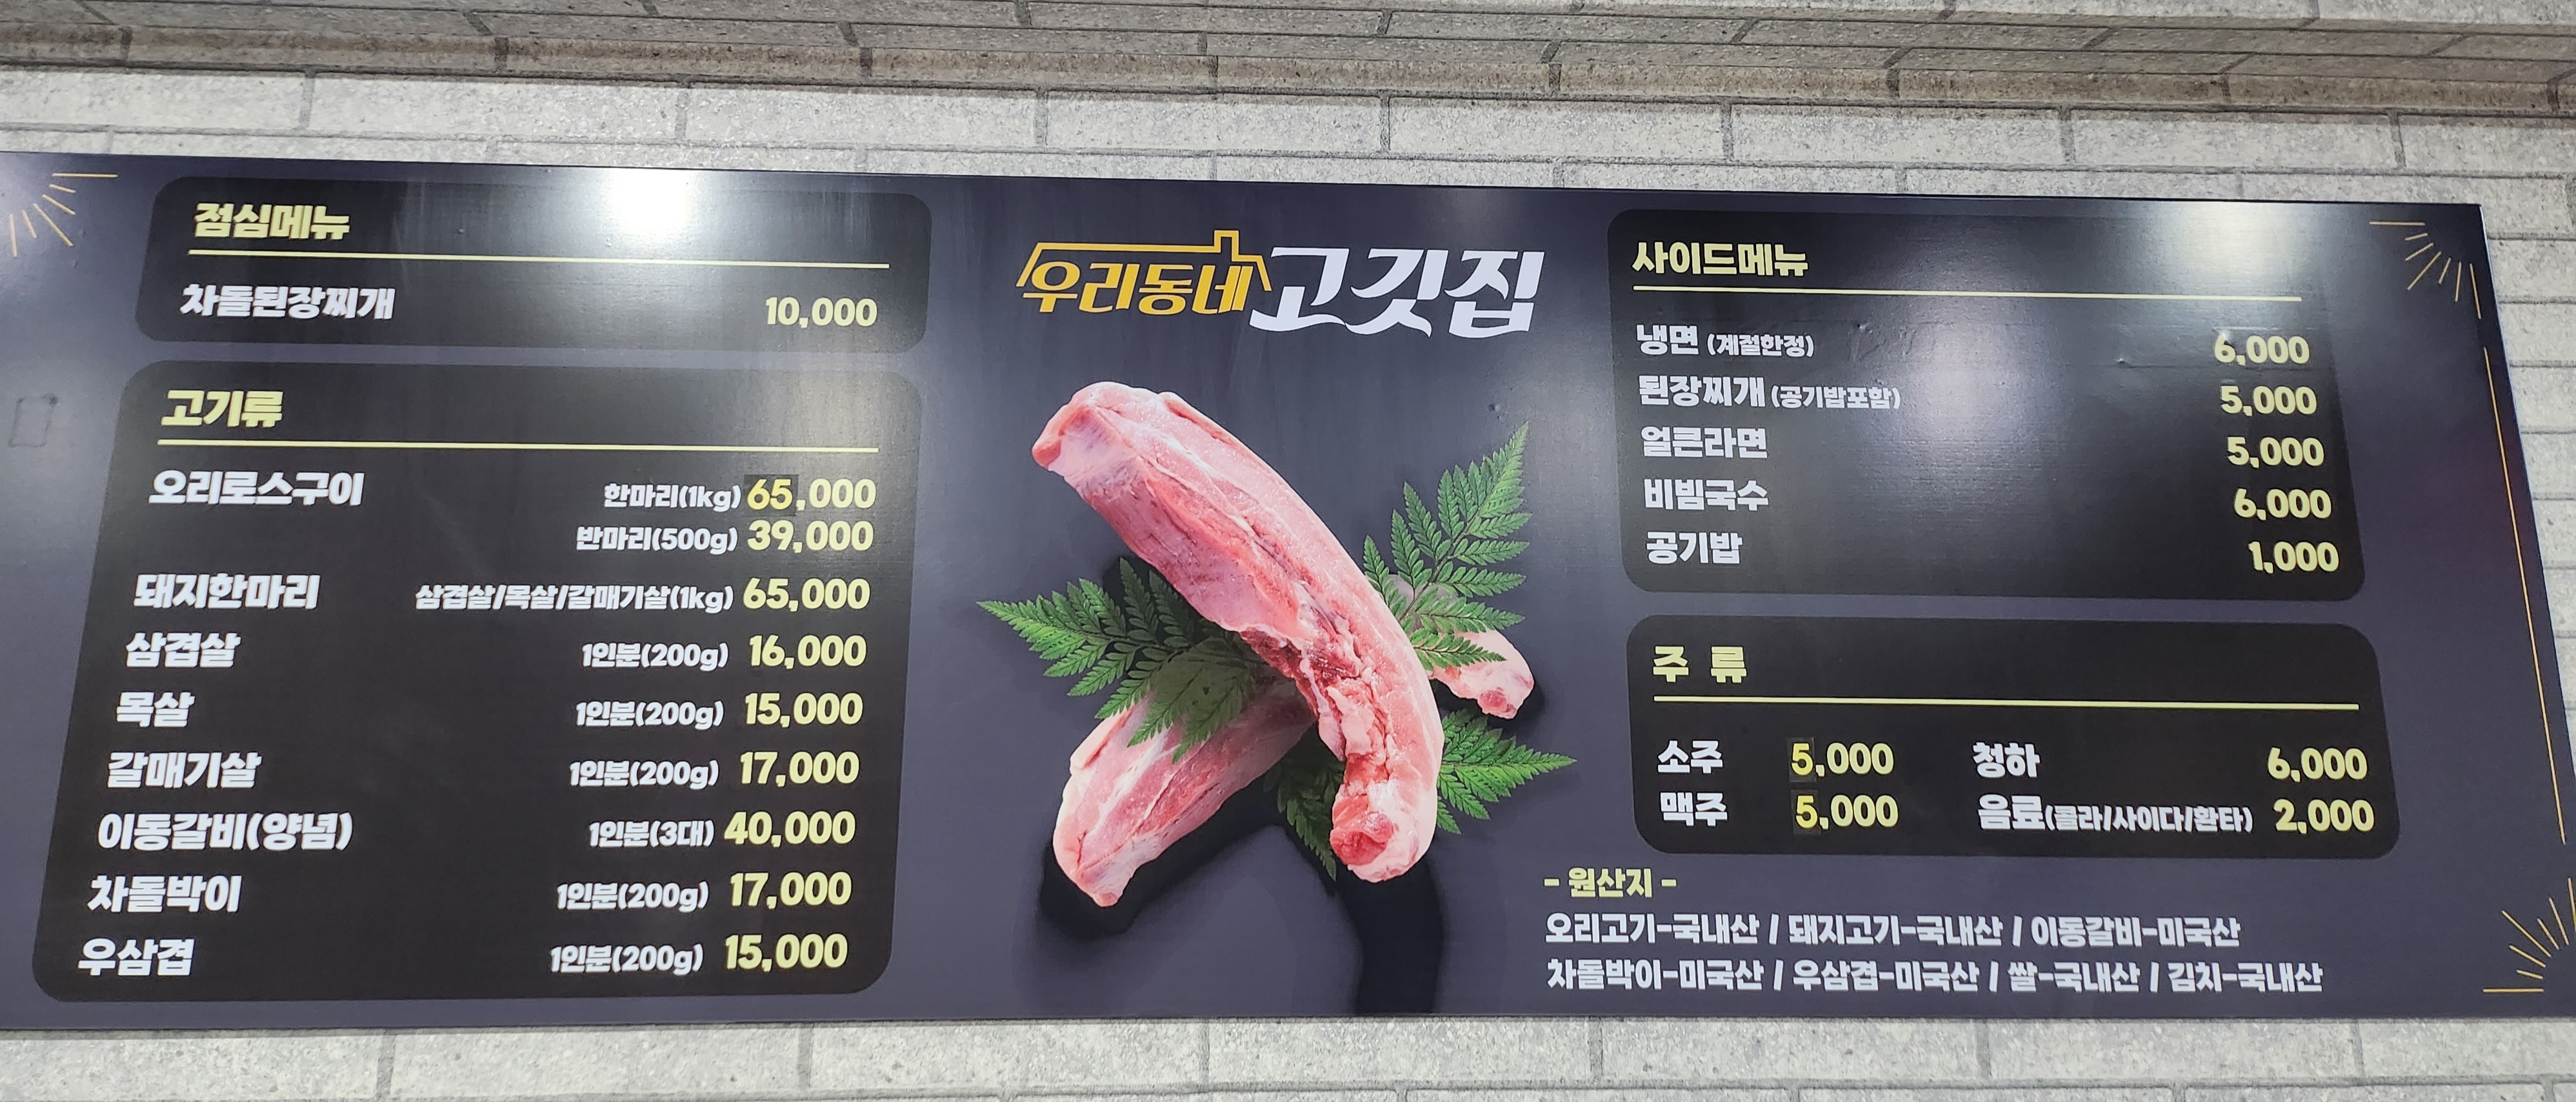 점심메뉴
차돌된장찌개 10,000
고기류
오리로스구이 한마리(1kg) 65,000
반마리(500g) 39,000
돼지한마리 삼겹살/목살/갈매기살(1kg) 65,000
삼겹살 1인분(200g) 16,000
목살 1인분(200g) 15,000
갈매기살 1인분(200g) 17,000
이동갈비(양념) 1인분(3대) 40,000
차돌박이 1인분(200g) 17,000
우삼겹 1인분(200g) 15,000
우리동네 고깃집
사이드메뉴
냉면 (계절한정) 6,000
된장찌개 (공기밥포함) 5,000
얼큰라면 5,000
비빔국수 6,000
공기밥 1,000
주 류
소주 5,000 청하 6,000
맥주 5,000 음료(콜라/사이다/환타) 2,000
- 원산지 -
오리고기-국내산 / 돼지고기-국내산 / 이동갈비-미국산
차돌박이-미국산 / 우삼겹-미국산 / 쌀-국내산 / 김치-국내산